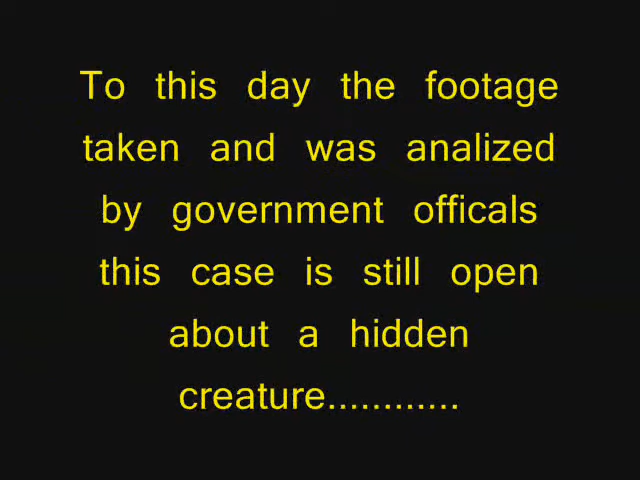 To this day the footage
taken and was analized
by government officals
this case is still open
about a hidden
creature............